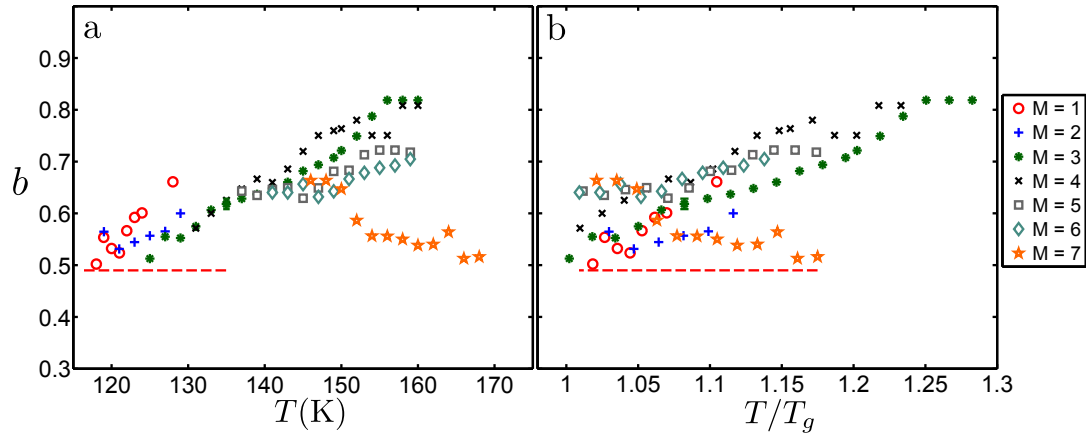 a
b
0.9
0.8
0.7
0.6
0.5
0.4
0.3
b
120 130 140 150 160 170
T(K)
1 1.05 1.1 1.15 1.2 1.25 1.3
T/T_g
M = 1
M = 2
M = 3
M = 4
M = 5
M = 6
M = 7